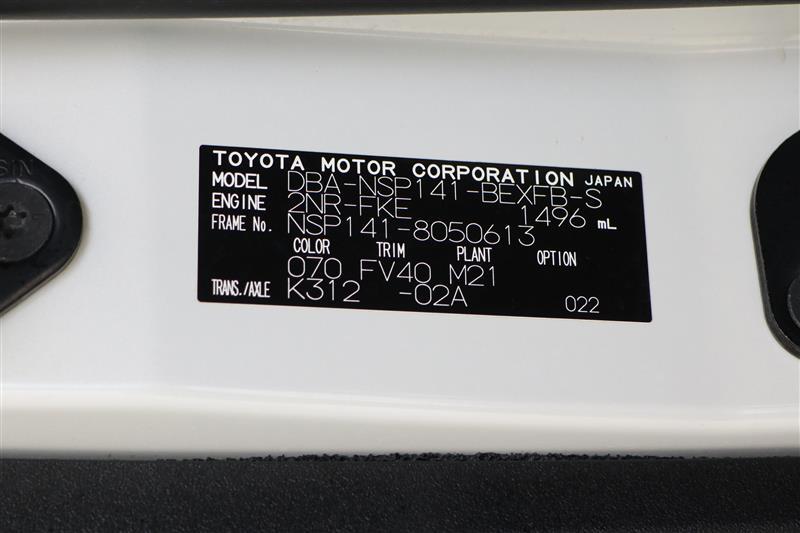 TOYOTA MOTOR CORPORATION JAPAN
MODEL DBA-NSP141-BEXFB-S
ENGINE 2NR-FKE 1496 mL
FRAME No. NSP141-8050613
COLOR TRIM PLANT OPTION
070 FV40 M21
TRANS./AXLE K312 -02A 022